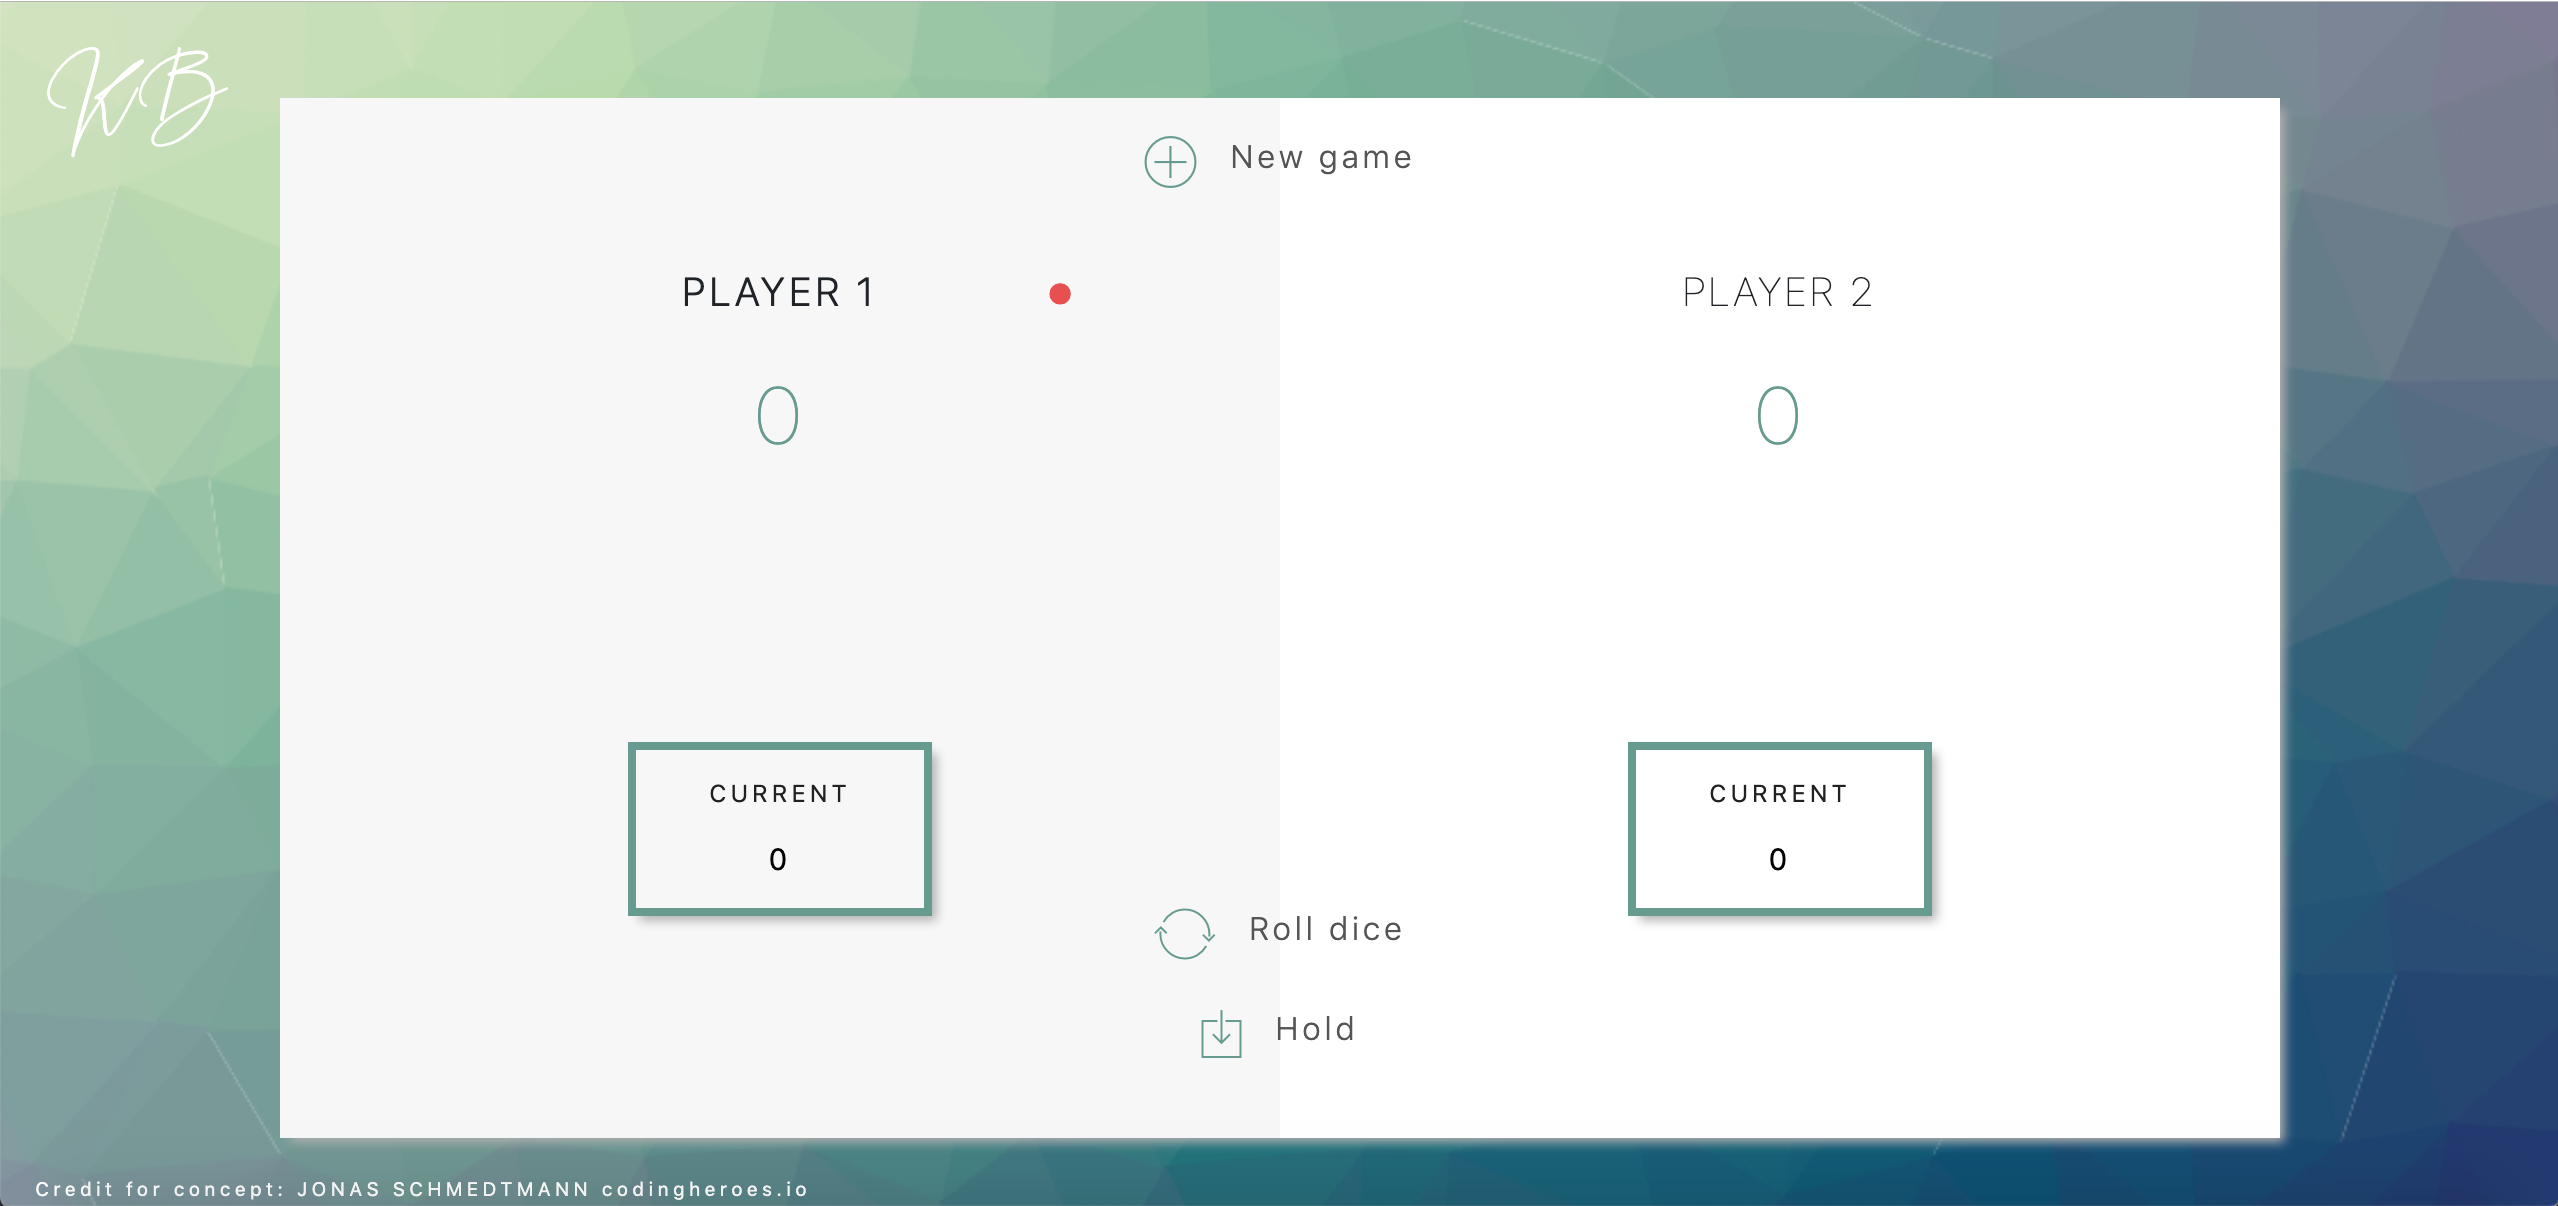 KB
New game
PLAYER 1
PLAYER 2
0
0
CURRENT
0
CURRENT
0
Roll dice
Hold
Credit for concept: JONAS SCHMEDTMANN codingheroes.io